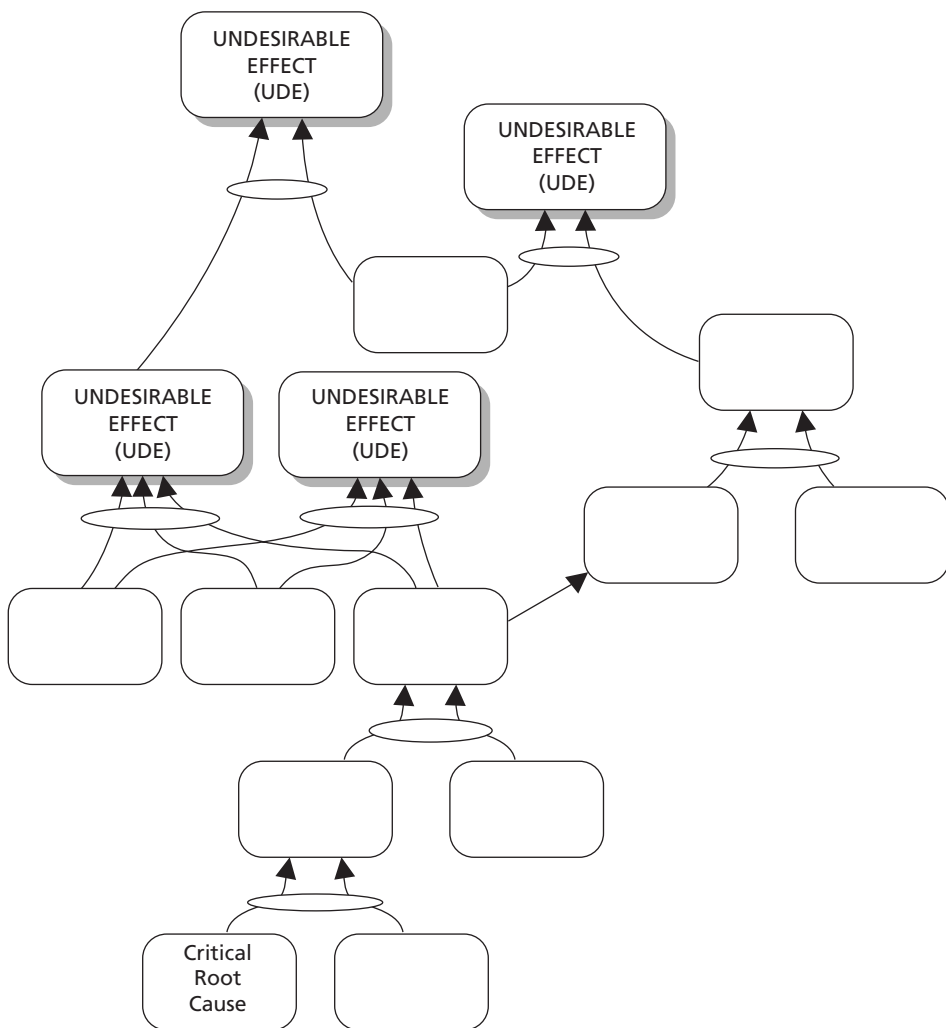 UNDESIRABLE
EFFECT
(UDE)
UNDESIRABLE
EFFECT
(UDE)
UNDESIRABLE
EFFECT
(UDE)
UNDESIRABLE
EFFECT
(UDE)
Critical
Root
Cause